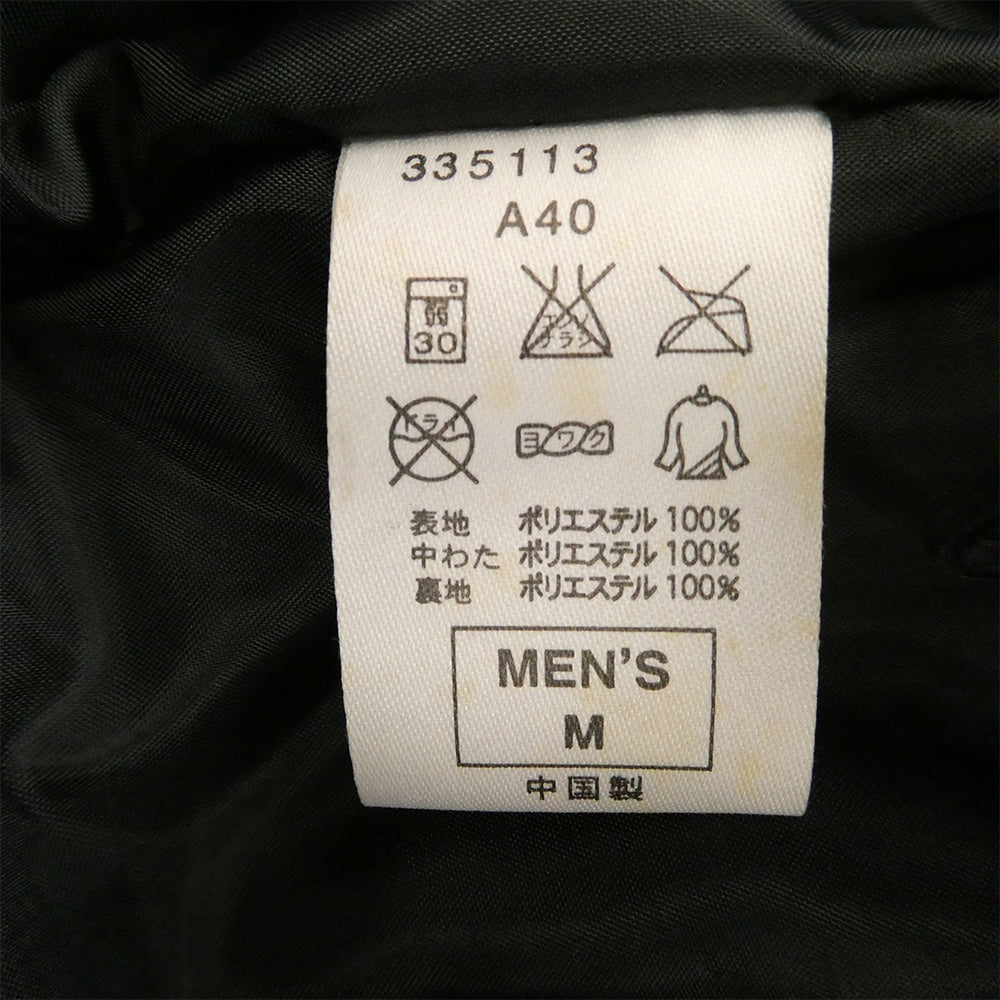 335113
A40
弱
30
エンソ
サラシ
ドライ
ヨワク
表地 ポリエステル 100%
中わた ポリエステル 100%
裏地 ポリエステル 100%
MEN'S
M
中国製